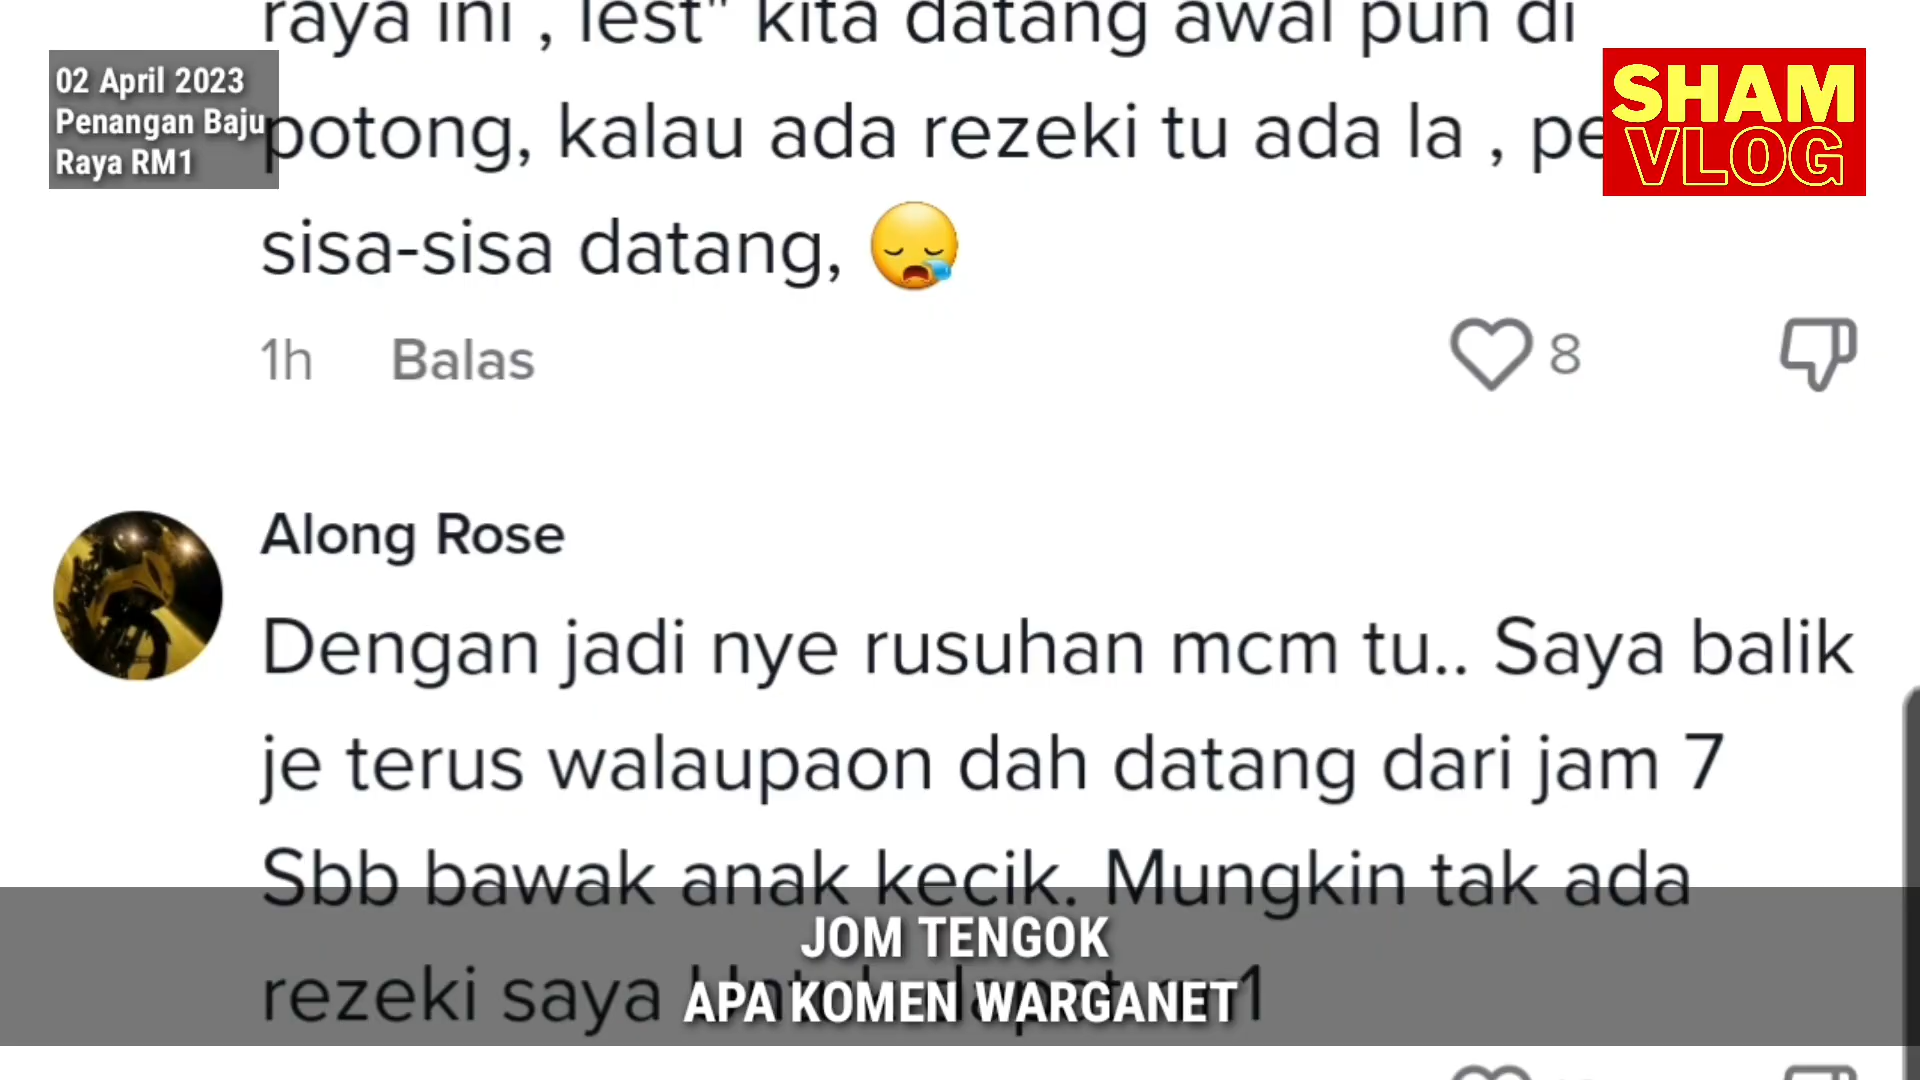 raya ini , lest" kita datang awal pun di
potong, kalau ada rezeki tu ada la , pe
sisa-sisa datang, 😪
1h Balas 8
02 April 2023
Penangan Baju
Raya RM1
SHAM
VLOG
Along Rose
Dengan jadi nye rusuhan mcm tu.. Saya balik
je terus walaupaon dah datang dari jam 7
Sbb bawak anak kecik. Mungkin tak ada
rezeki saya
JOM TENGOK
APA KOMEN WARGANET